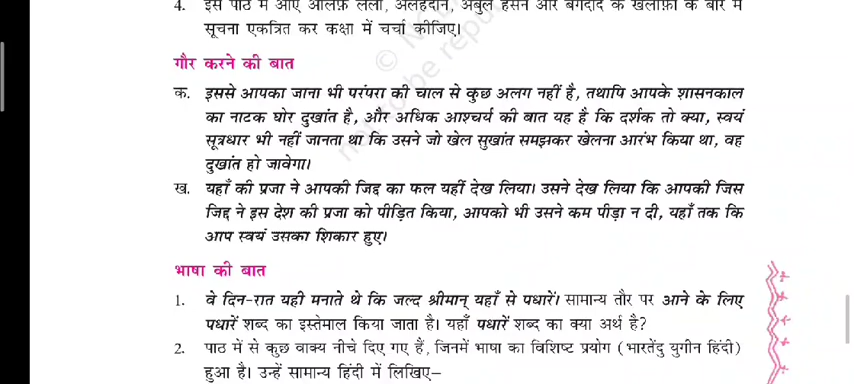 4. इस पाठ में आए आलिफ़ लैला, अलहदीन, अबुल हसन और बगदाद के खलीफ़ा के बारे में
सूचना एकत्रित कर कक्षा में चर्चा कीजिए।
गौर करने की बात
क. इससे आपका जाना भी परंपरा की चाल से कुछ अलग नहीं है, तथापि आपके शासनकाल
का नाटक घोर दुखांत है, और अधिक आश्चर्य की बात यह है कि दर्शक तो क्या, स्वयं
सूत्रधार भी नहीं जानता था कि उसने जो खेल सुखांत समझकर खेलना आरंभ किया था, वह
दुखांत हो जावेगा।
ख. यहाँ की प्रजा ने आपकी जिद्द का फल यहीं देख लिया। उसने देख लिया कि आपकी जिस
जिद्द ने इस देश की प्रजा को पीड़ित किया, आपको भी उसने कम पीड़ा न दी, यहाँ तक कि
आप स्वयं उसका शिकार हुए।
भाषा की बात
1. वे दिन-रात यही मनाते थे कि जल्द श्रीमान् यहाँ से पधारें। सामान्य तौर पर आने के लिए
पधारें शब्द का इस्तेमाल किया जाता है। यहाँ पधारें शब्द का क्या अर्थ है?
2. पाठ में से कुछ वाक्य नीचे दिए गए हैं, जिनमें भाषा का विशिष्ट प्रयोग (भारतेंदु युगीन हिंदी)
हुआ है। उन्हें सामान्य हिंदी में लिखिए–